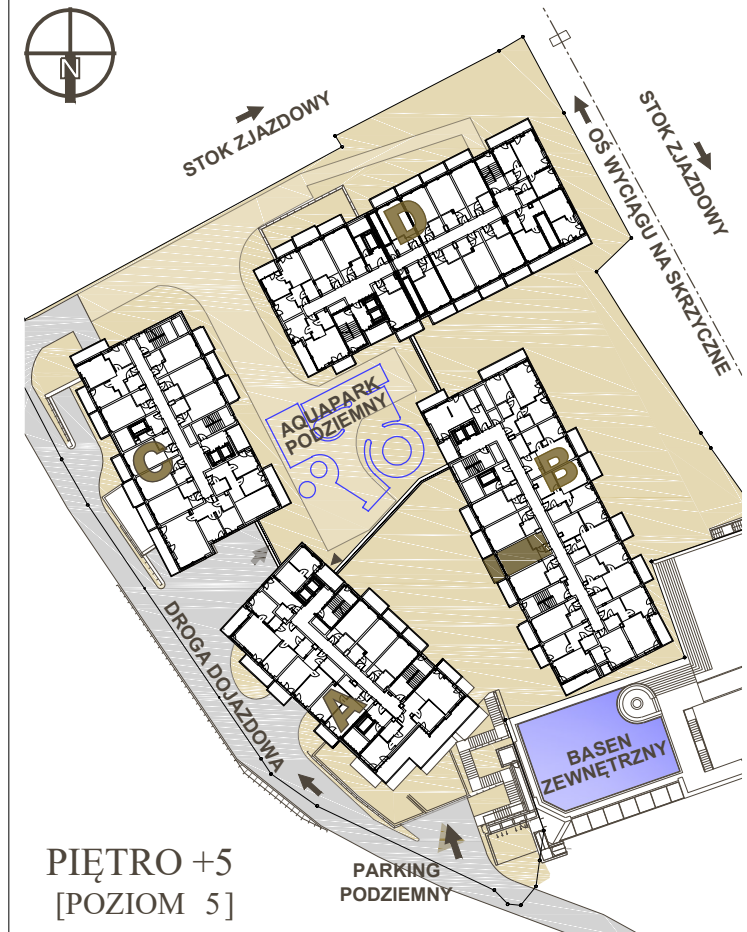 N
STOK ZJAZDOWY
STOK ZJAZDOWY
OŚ WYCIĄGU NA SKRZYCZNE
D
AQUAPARK
PODZIEMNY
C
B
A
DROGA DOJAZDOWA
BASEN
ZEWNĘTRZNY
PARKING
PODZIEMNY
PIĘTRO +5
[POZIOM 5]